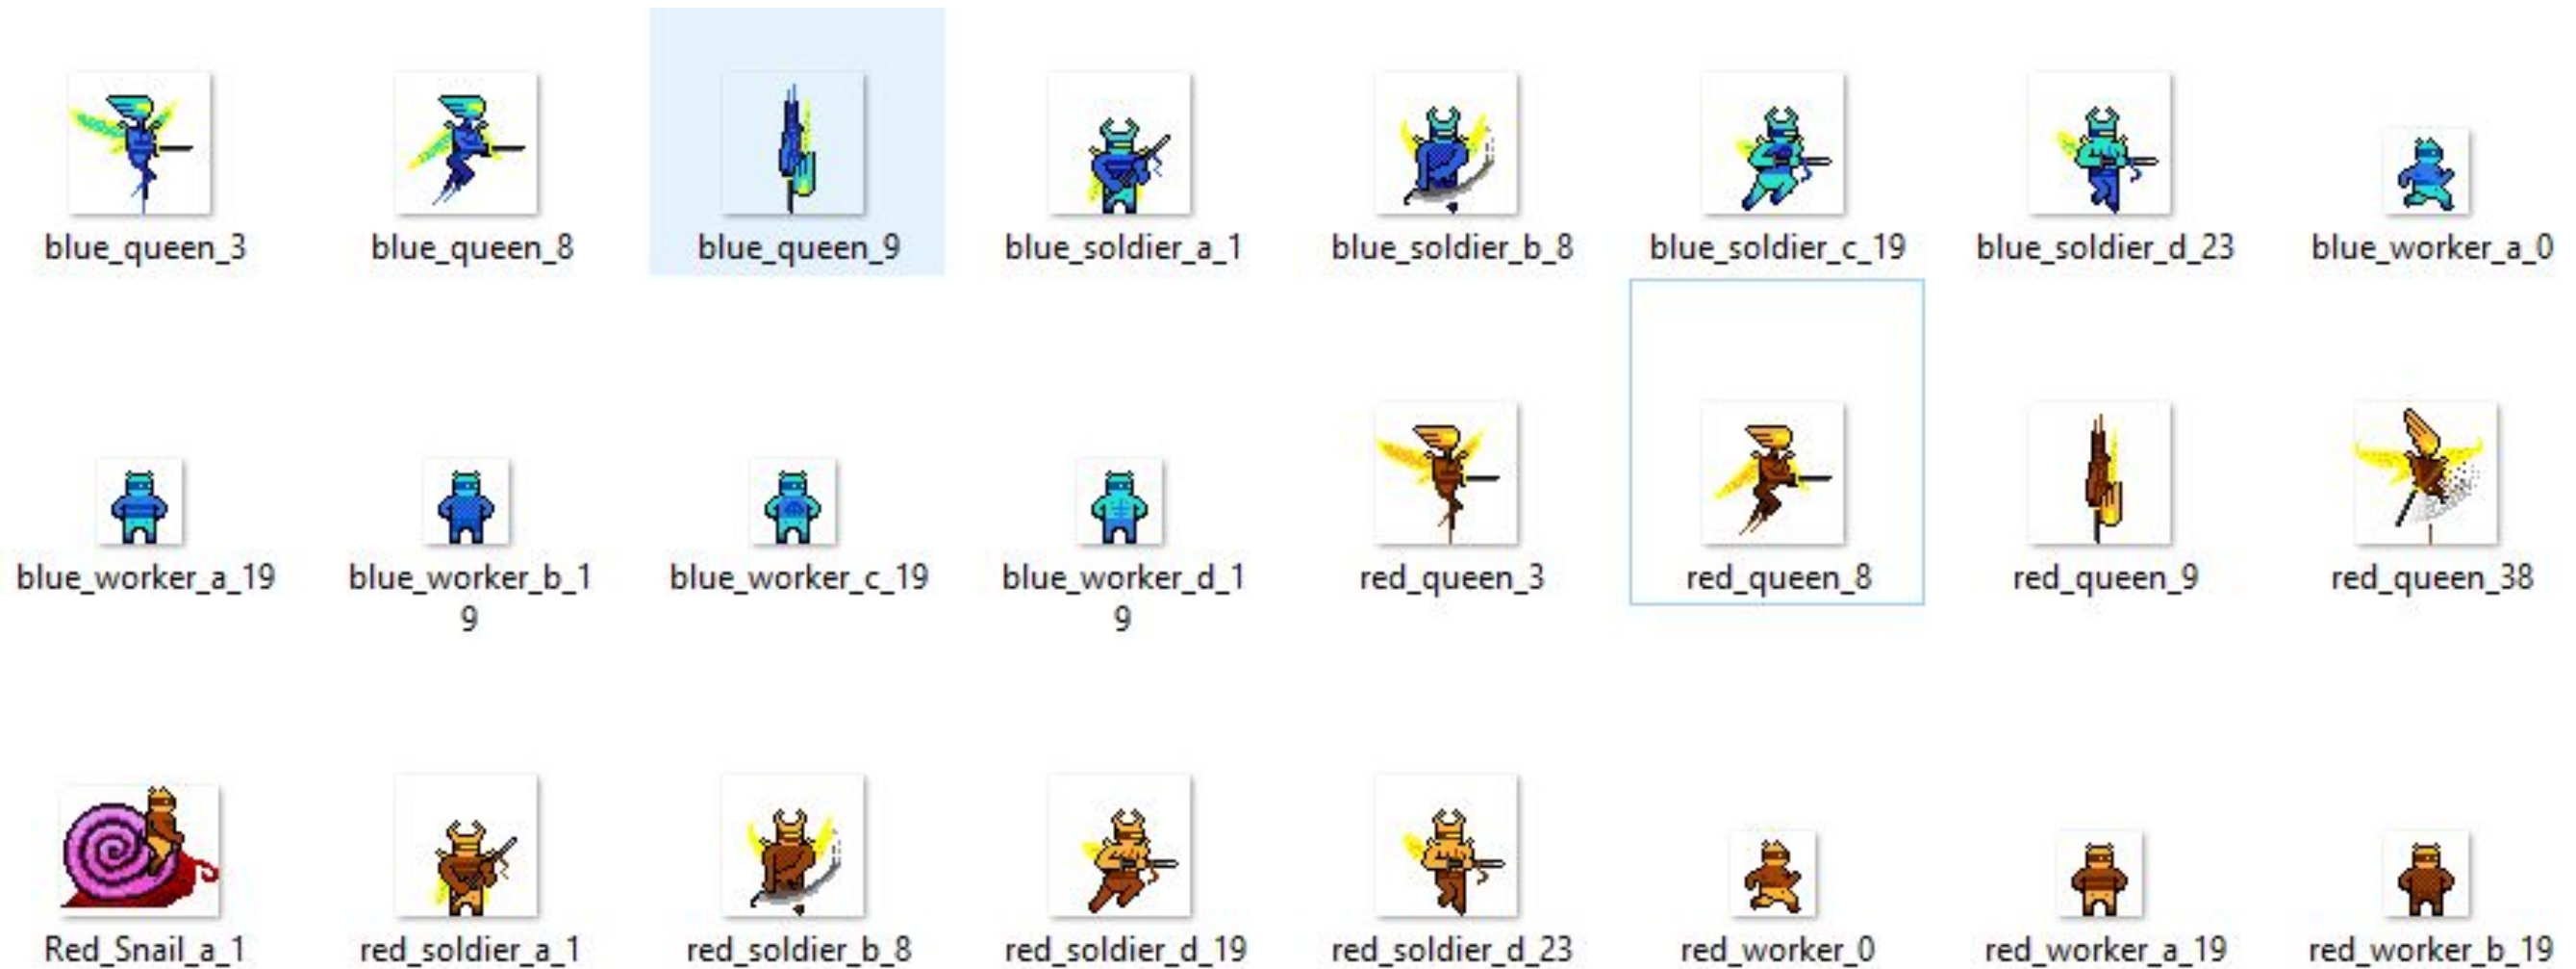 blue_queen_3
blue_queen_8
blue_queen_9
blue_soldier_a_1
blue_soldier_b_8
blue_soldier_c_19
blue_soldier_d_23
blue_worker_a_0
blue_worker_a_19
blue_worker_b_1
9
blue_worker_c_19
blue_worker_d_1
9
red_queen_3
red_queen_8
red_queen_9
red_queen_38
Red_Snail_a_1
red_soldier_a_1
red_soldier_b_8
red_soldier_d_19
red_soldier_d_23
red_worker_0
red_worker_a_19
red_worker_b_19